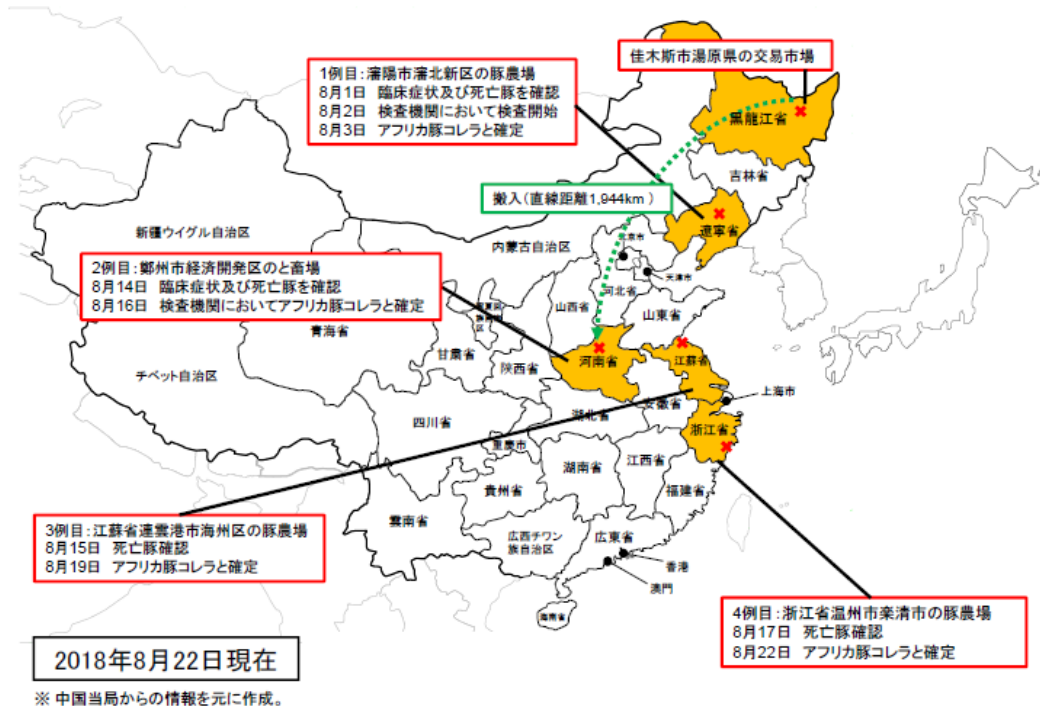 佳木斯市湯原県の交易市場
1例目:瀋陽市瀋北新区の豚農場
8月1日 臨床症状及び死亡豚を確認
8月2日 検査機関において検査開始
8月3日 アフリカ豚コレラと確定
黒龍江省
吉林省
搬入(直線距離1,944km)
遼寧省
新疆ウイグル自治区
内蒙古自治区
北京市
天津市
2例目:鄭州市経済開発区のと畜場
8月14日 臨床症状及び死亡豚を確認
8月16日 検査機関においてアフリカ豚コレラと確定
河北省
山西省
山東省
青海省
甘粛省
陝西省
河南省
江蘇省
チベット自治区
上海市
安徽省
四川省
湖北省
浙江省
重慶市
湖南省
江西省
貴州省
福建省
雲南省
3例目:江蘇省連雲港市海州区の豚農場
8月15日 死亡豚確認
8月19日 アフリカ豚コレラと確定
広西チワン
族自治区
広東省
香港
澳門
海南省
4例目:浙江省温州市楽清市の豚農場
8月17日 死亡豚確認
8月22日 アフリカ豚コレラと確定
2018年8月22日現在
※ 中国当局からの情報を元に作成。